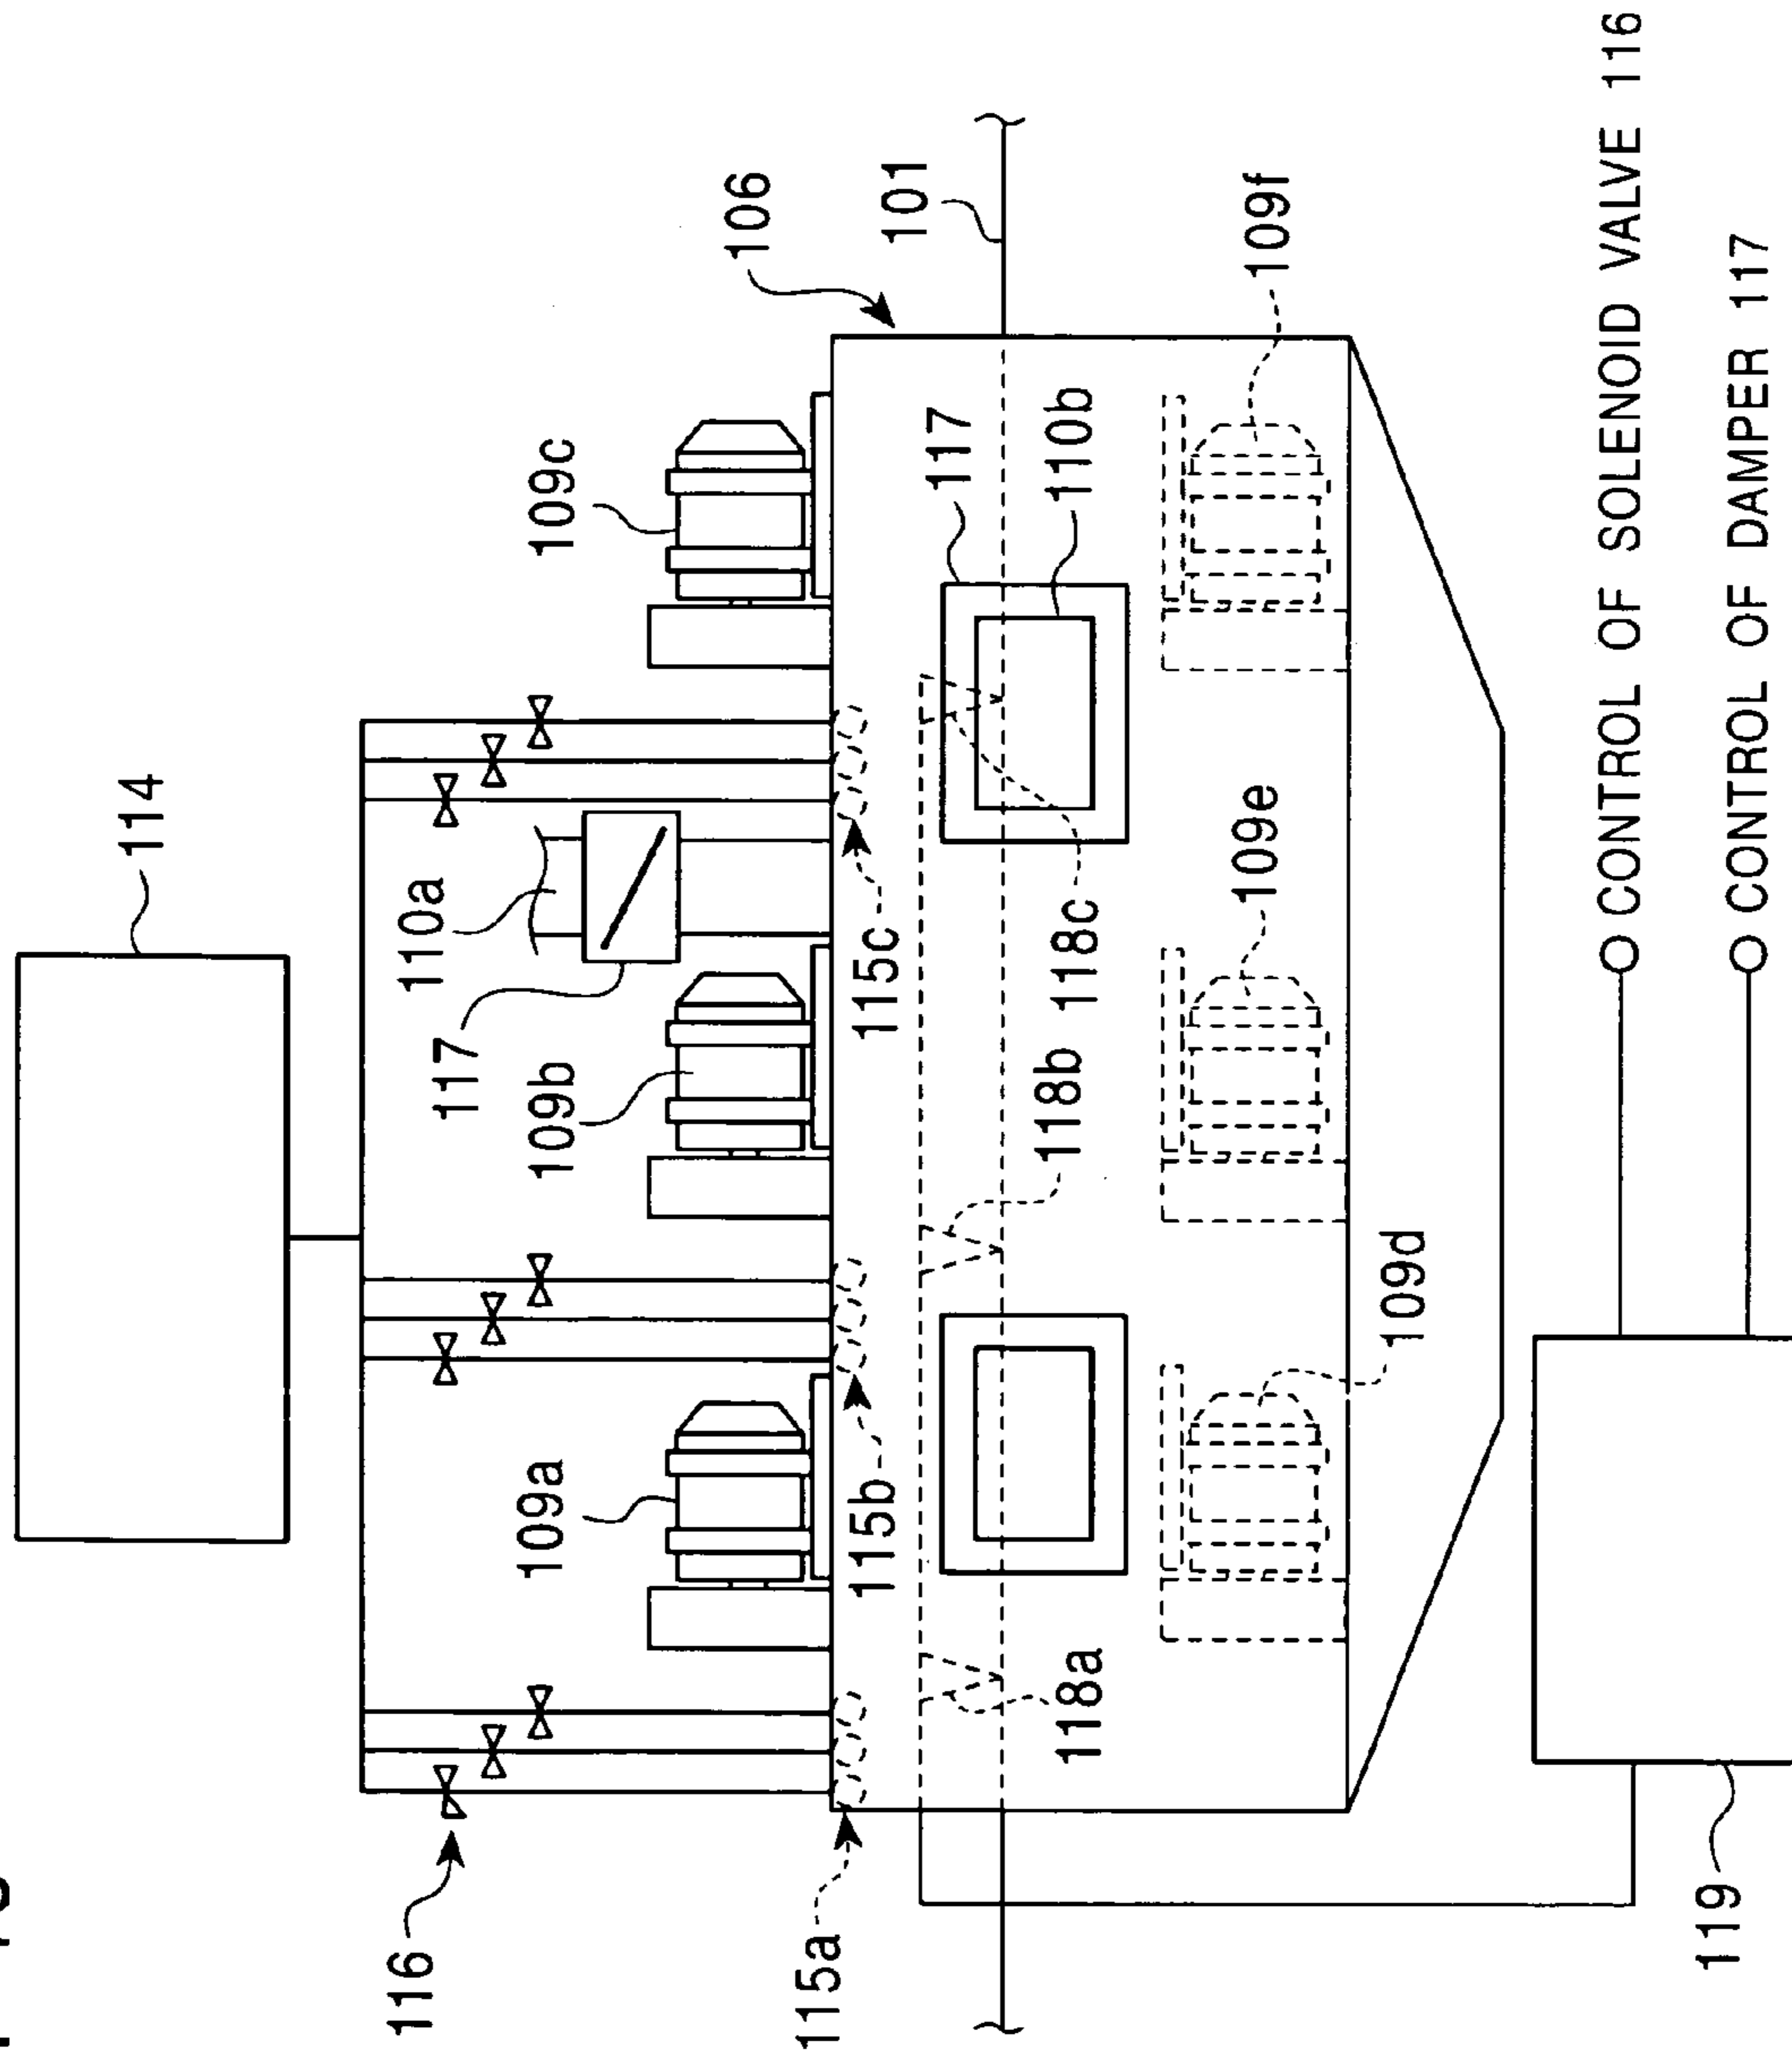 114
116
110a
117
109b
109c
109a
106
101
115a
115b
115c
117
110b
118a
118b
118c
109d
109e
109f
119
CONTROL OF SOLENOID VALVE 116
CONTROL OF DAMPER 117